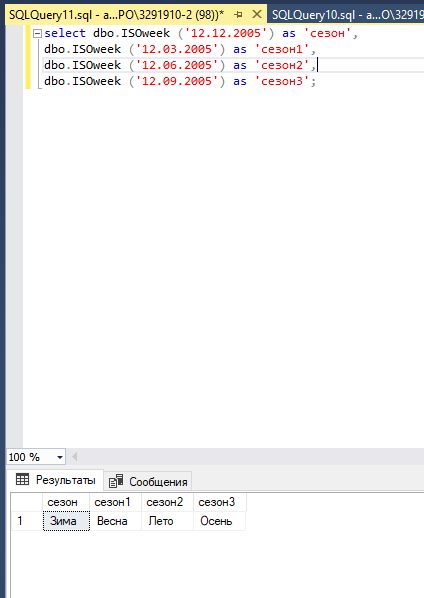 SQLQuery11.sql - a...PO\3291910-2 (98))* SQLQuery10.sql - a...O\32919
select dbo.ISOweek ('12.12.2005') as 'сезон',
dbo.ISOweek ('12.03.2005') as 'сезон1',
dbo.ISOweek ('12.06.2005') as 'сезон2',
dbo.ISOweek ('12.09.2005') as 'сезон3';
100 %
Результаты Сообщения
сезон сезон1 сезон2 сезон3
1 Зима Весна Лето Осень